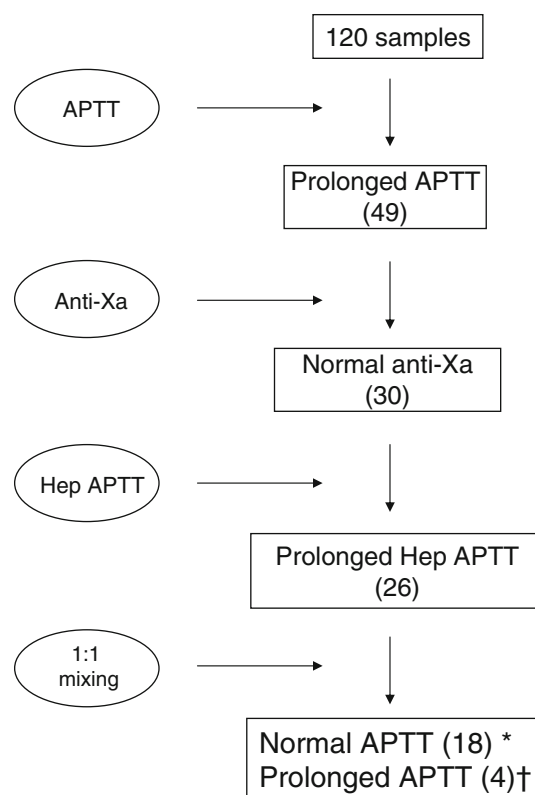 120 samples
APTT
Prolonged APTT
(49)
Anti-Xa
Normal anti-Xa
(30)
Hep APTT
Prolonged Hep APTT
(26)
1:1
mixing
Normal APTT (18) *
Prolonged APTT (4)†